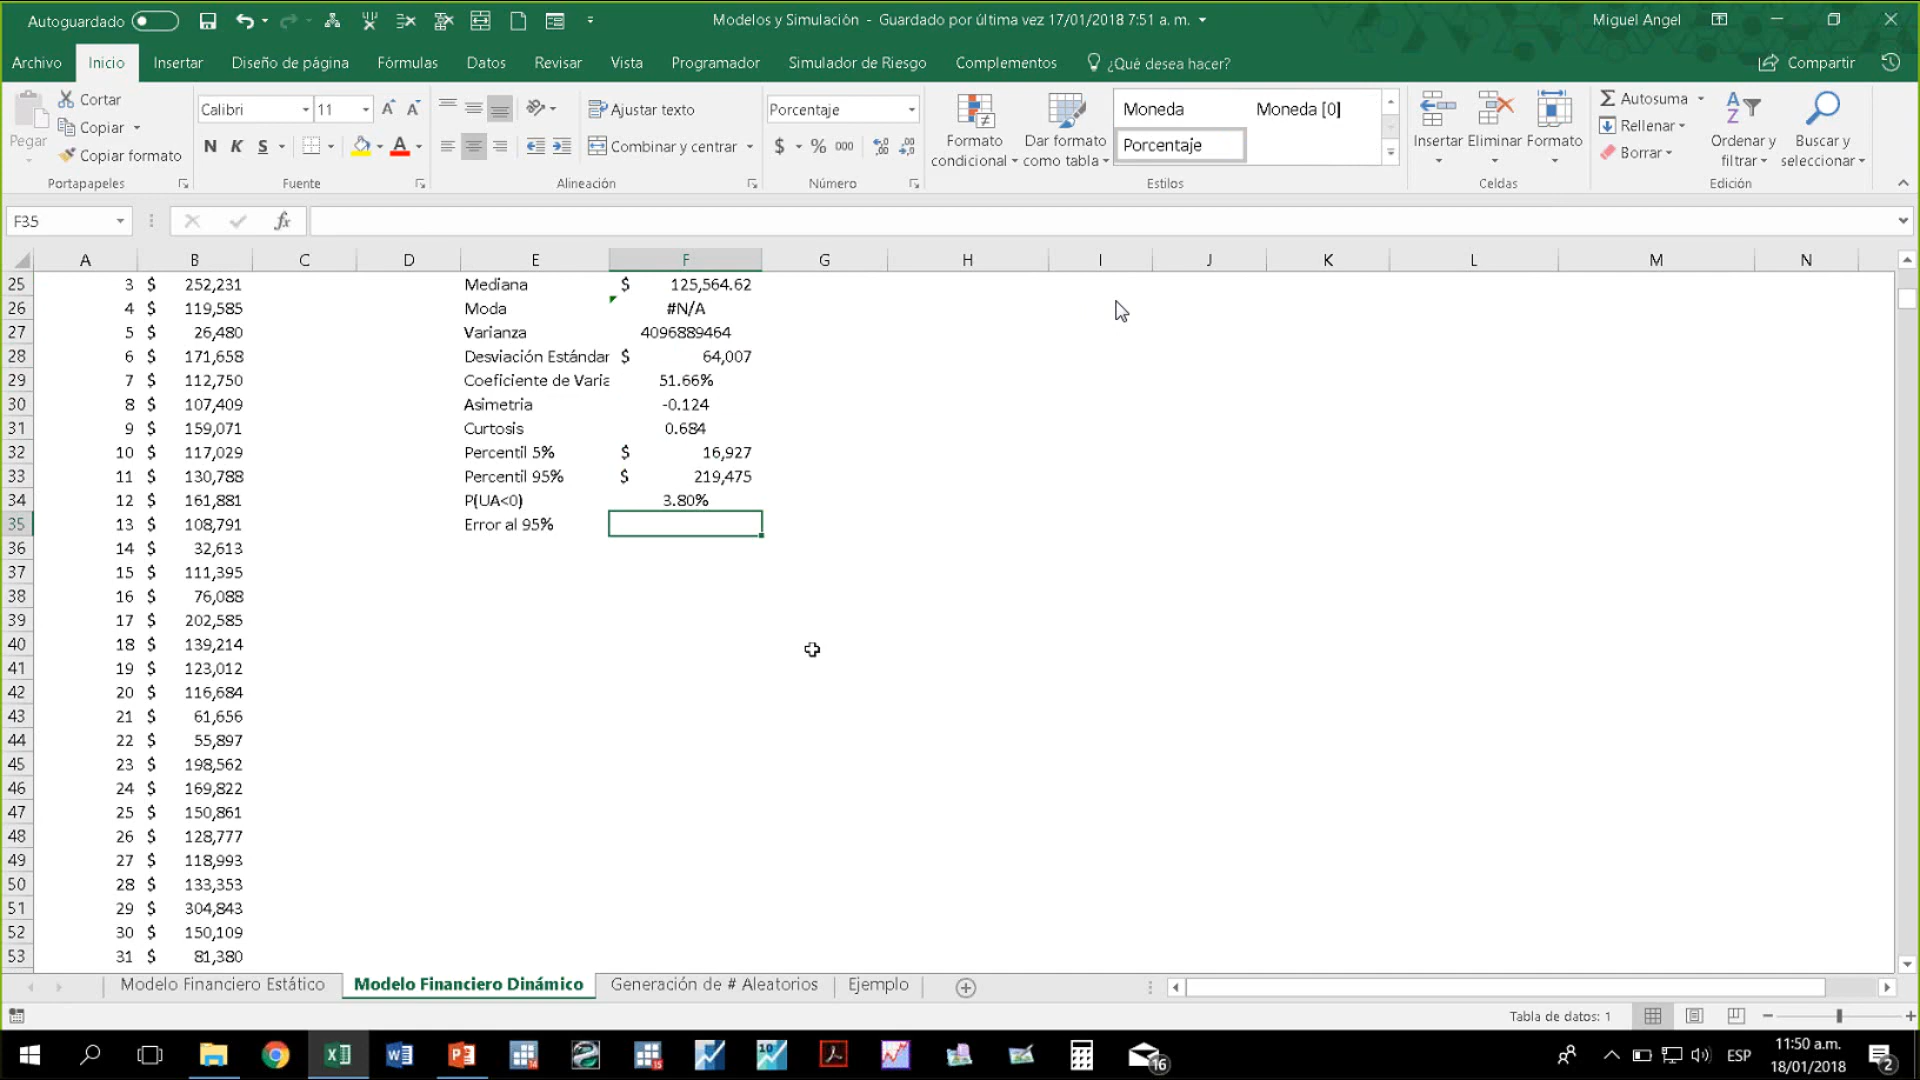 Autoguardado
Modelos y Simulación - Guardado por última vez 17/01/2018 7:51 a. m.
Miguel Angel
Archivo Inicio Insertar Diseño de página Fórmulas Datos Revisar Vista Programador Simulador de Riesgo Complementos ¿Qué desea hacer? Compartir
Pegar
Cortar
Copiar
Copiar formato
Portapapeles
Calibri 11
N K S
Fuente
Ajustar texto
Combinar y centrar
Alineación
Porcentaje
$ % 000
Número
Formato condicional
Dar formato como tabla
Moneda Moneda [0]
Porcentaje
Estilos
Insertar Eliminar Formato
Celdas
Autosuma
Rellenar
Borrar
Ordenar y filtrar
Buscar y seleccionar
Edición
F35 fx
A B C D E F G H I J K L M N
25 3 $ 252,231 Mediana $ 125,564.62
26 4 $ 119,585 Moda #N/A
27 5 $ 26,480 Varianza 4096889464
28 6 $ 171,658 Desviación Estándar $ 64,007
29 7 $ 112,750 Coeficiente de Varia 51.66%
30 8 $ 107,409 Asimetria -0.124
31 9 $ 159,071 Curtosis 0.684
32 10 $ 117,029 Percentil 5% $ 16,927
33 11 $ 130,788 Percentil 95% $ 219,475
34 12 $ 161,881 P(UA<0) 3.80%
35 13 $ 108,791 Error al 95%
36 14 $ 32,613
37 15 $ 111,395
38 16 $ 76,088
39 17 $ 202,585
40 18 $ 139,214
41 19 $ 123,012
42 20 $ 116,684
43 21 $ 61,656
44 22 $ 55,897
45 23 $ 198,562
46 24 $ 169,822
47 25 $ 150,861
48 26 $ 128,777
49 27 $ 118,993
50 28 $ 133,353
51 29 $ 304,843
52 30 $ 150,109
53 31 $ 81,380
Modelo Financiero Estático Modelo Financiero Dinámico Generación de # Aleatorios Ejemplo
Tabla de datos: 1
16
ESP
11:50 a.m.
18/01/2018
2